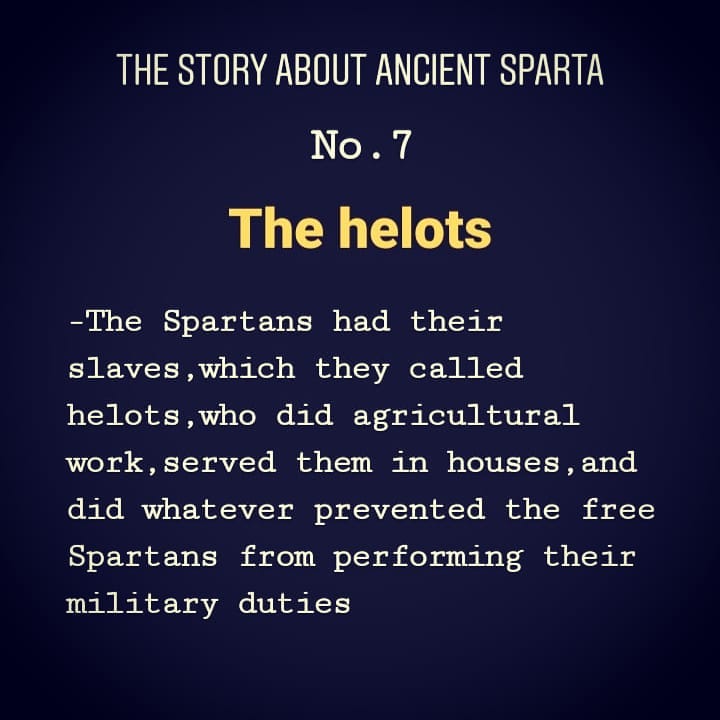 THE STORY ABOUT ANCIENT SPARTA
No.7
The helots
-The Spartans had their
slaves,which they called
helots,who did agricultural
work,served them in houses,and
did whatever prevented the free
Spartans from performing their
military duties